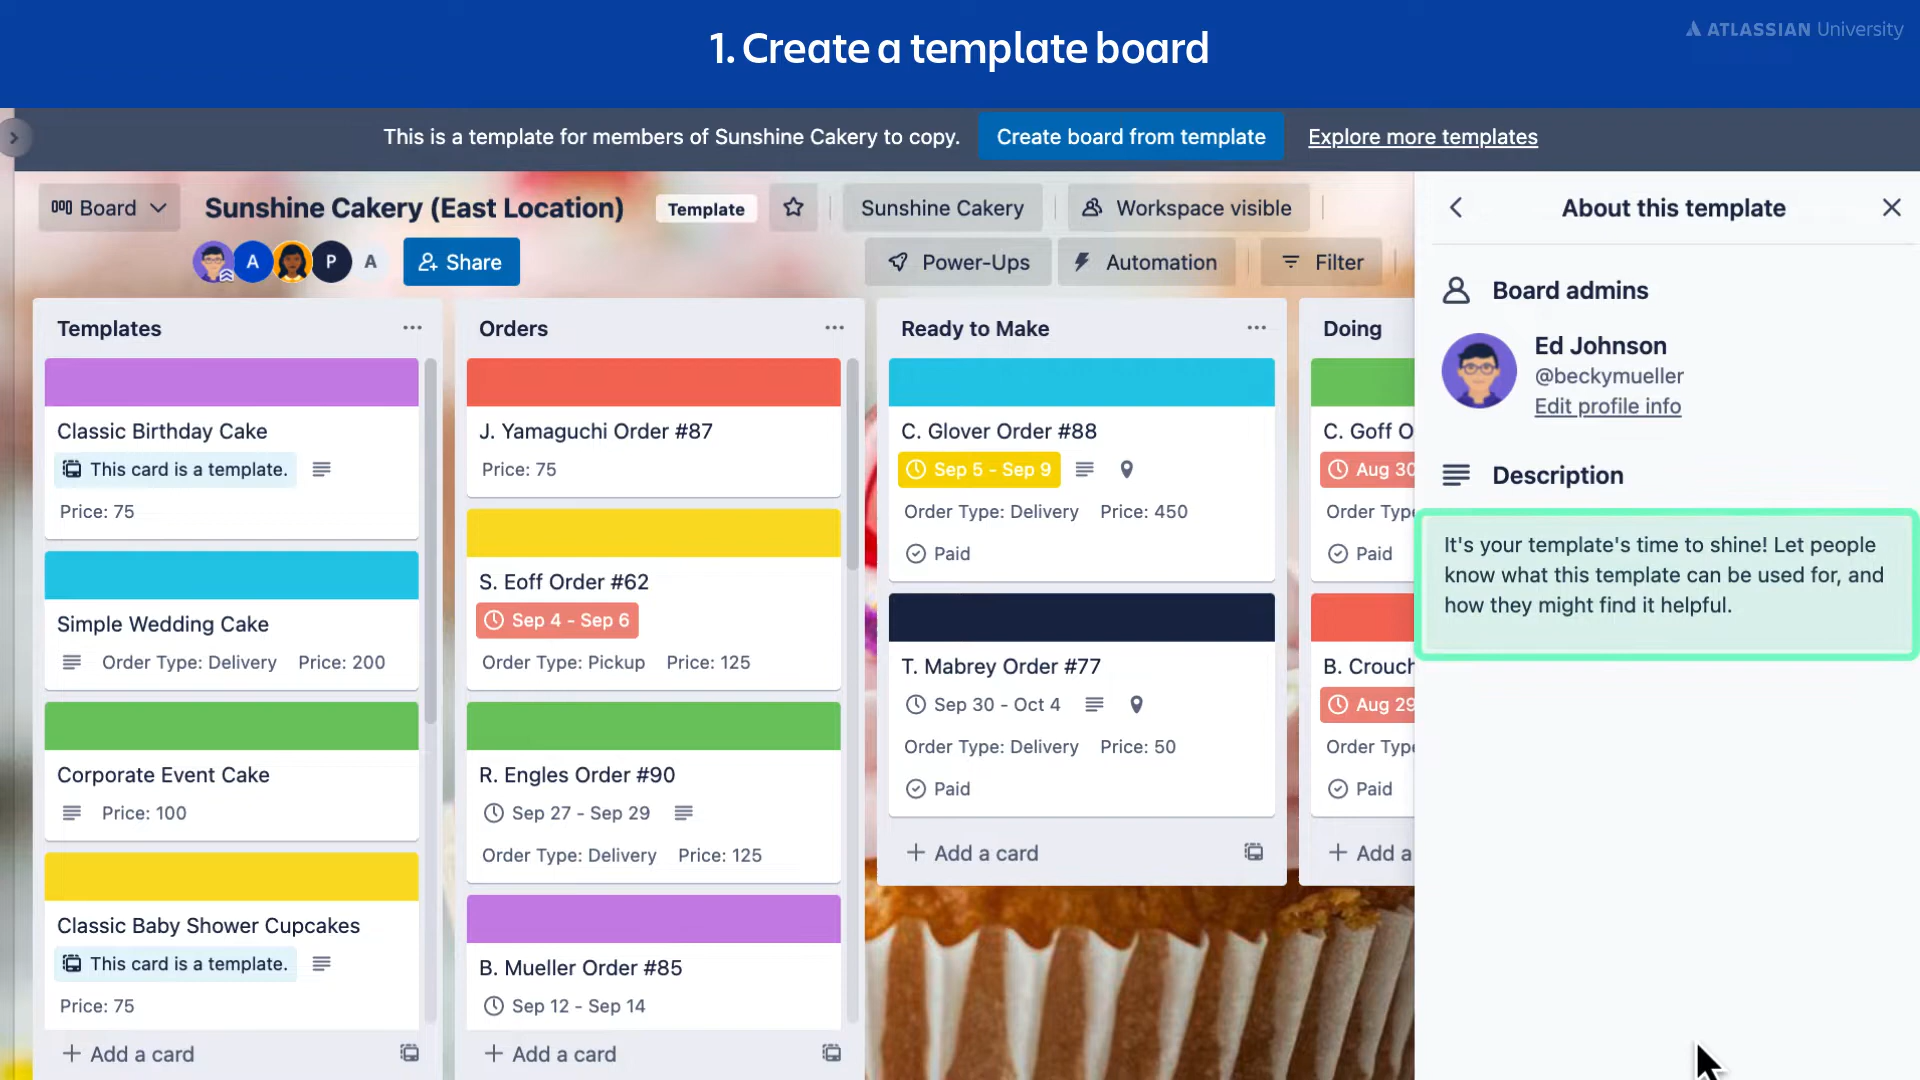 1. Create a template board
ATLASSIAN University
This is a template for members of Sunshine Cakery to copy.
Create board from template
Explore more templates
Board
Sunshine Cakery (East Location)
Template
Sunshine Cakery
Workspace visible
A
P
A
Share
Power-Ups
Automation
Filter
Templates
Classic Birthday Cake
This card is a template.
Price: 75
Simple Wedding Cake
Order Type: Delivery Price: 200
Corporate Event Cake
Price: 100
Classic Baby Shower Cupcakes
This card is a template.
Price: 75
+ Add a card
Orders
J. Yamaguchi Order #87
Price: 75
S. Eoff Order #62
Sep 4 - Sep 6
Order Type: Pickup Price: 125
R. Engles Order #90
Sep 27 - Sep 29
Order Type: Delivery Price: 125
B. Mueller Order #85
Sep 12 - Sep 14
+ Add a card
Ready to Make
C. Glover Order #88
Sep 5 - Sep 9
Order Type: Delivery Price: 450
Paid
T. Mabrey Order #77
Sep 30 - Oct 4
Order Type: Delivery Price: 50
Paid
+ Add a card
Doing
C. Goff O
Aug 30
Order Type
Paid
B. Crouch
Aug 29
Order Type
Paid
+ Add a
About this template
Board admins
Ed Johnson
@beckymueller
Edit profile info
Description
It's your template's time to shine! Let people
know what this template can be used for, and
how they might find it helpful.